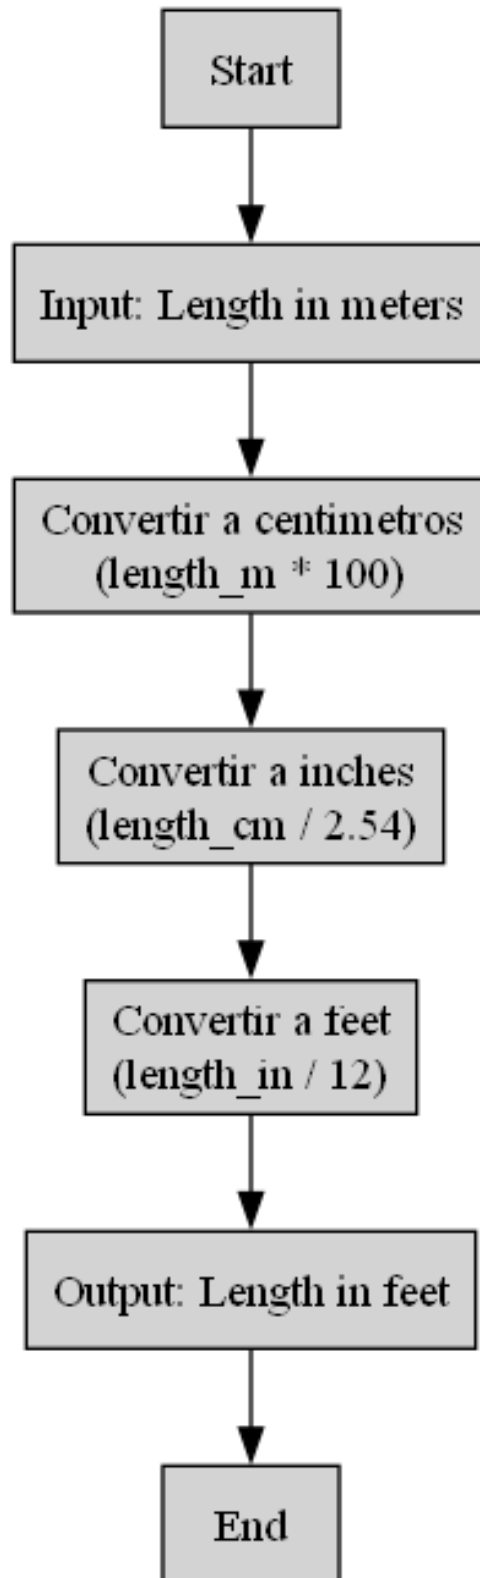 Start
Input: Length in meters
Convertir a centimetros
(length_m * 100)
Convertir a inches
(length_cm / 2.54)
Convertir a feet
(length_in / 12)
Output: Length in feet
End